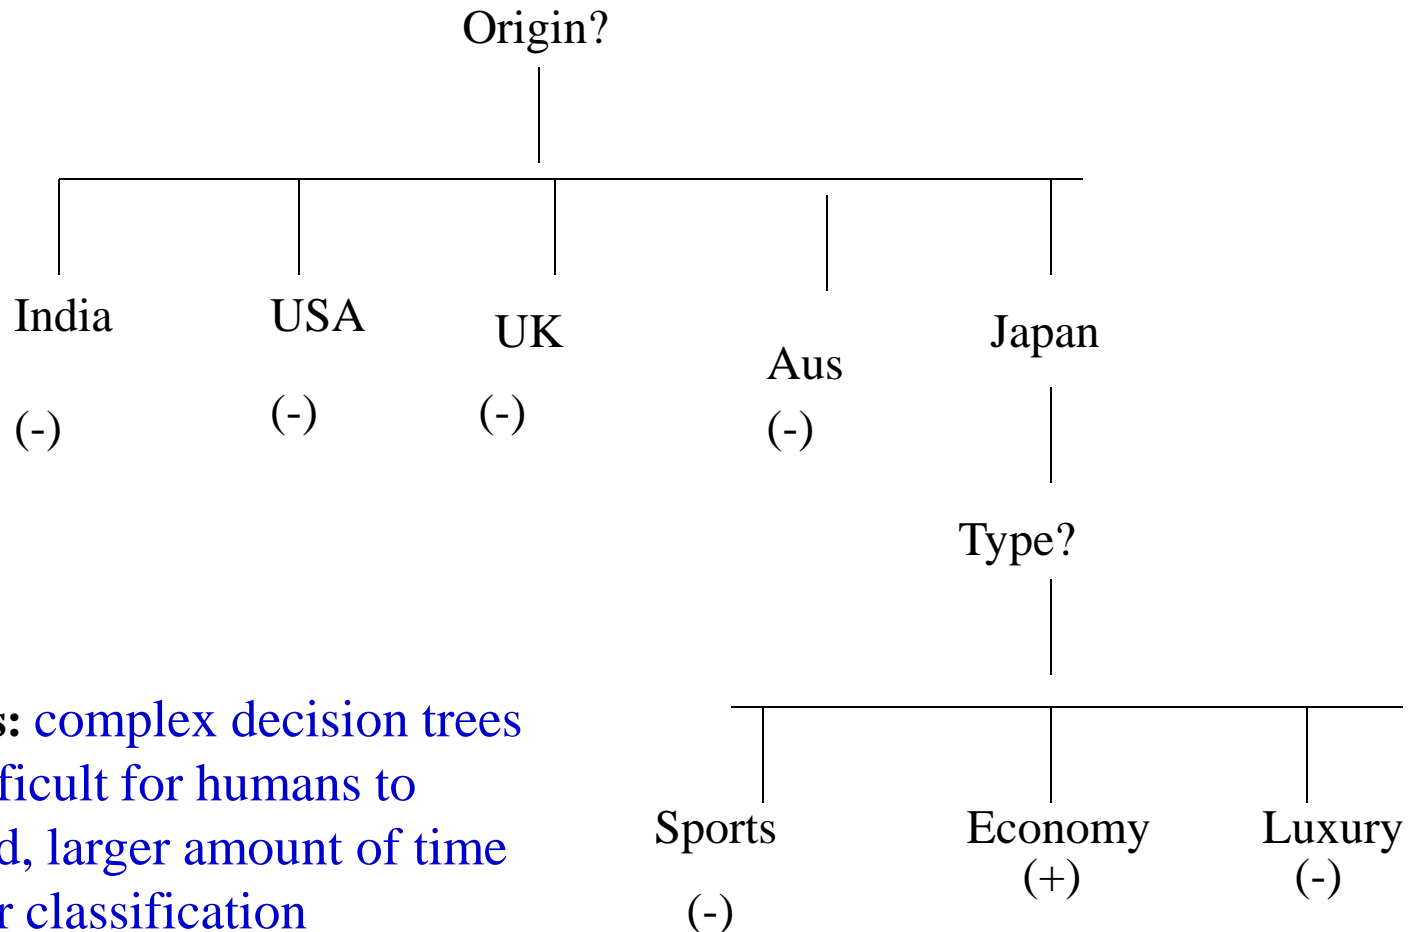 Origin?
India
USA
UK
Aus
Japan
(-)
(-)
(-)
(-)
Type?
s: complex decision trees
ficult for humans to
d, larger amount of time
r classification
Sports
Economy
Luxury
(-)
(+)
(-)